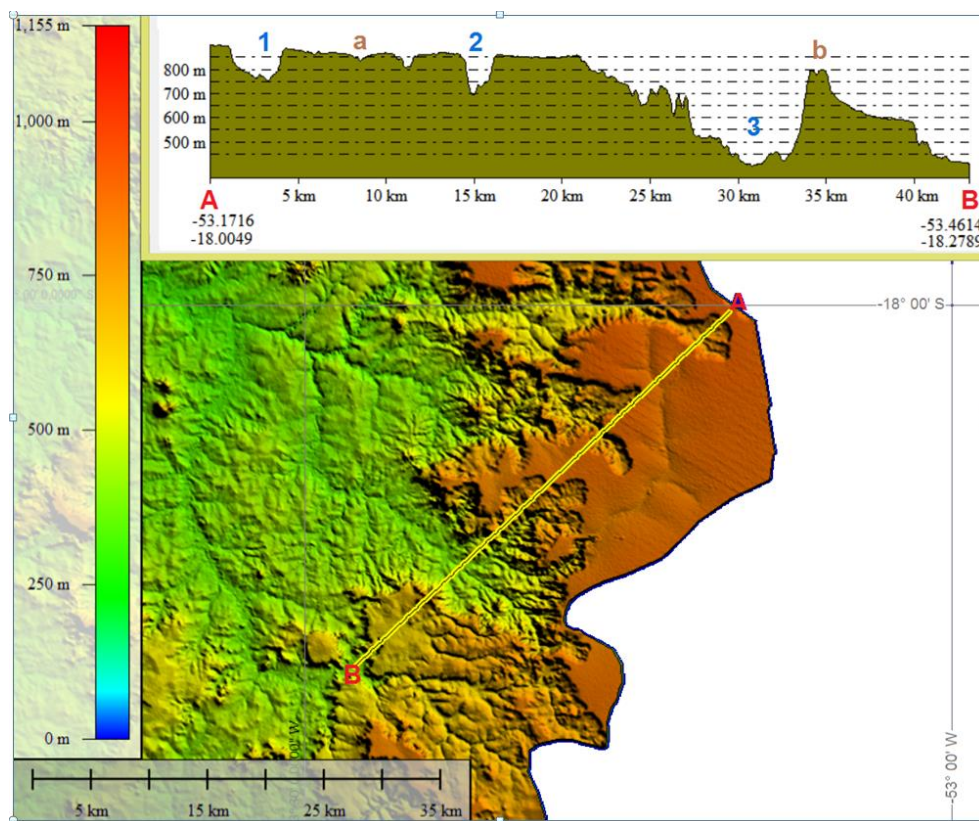 1,155 m
1,000 m
750 m
500 m
250 m
0 m
1
a
2
b
3
800 m
700 m
600 m
500 m
A
5 km
10 km
15 km
20 km
25 km
30 km
35 km
40 km
B
-53.1716
-18.0049
-53.4614
-18.2789
A
-18° 00' S
B
-53° 00' W
5 km
15 km
25 km
35 km